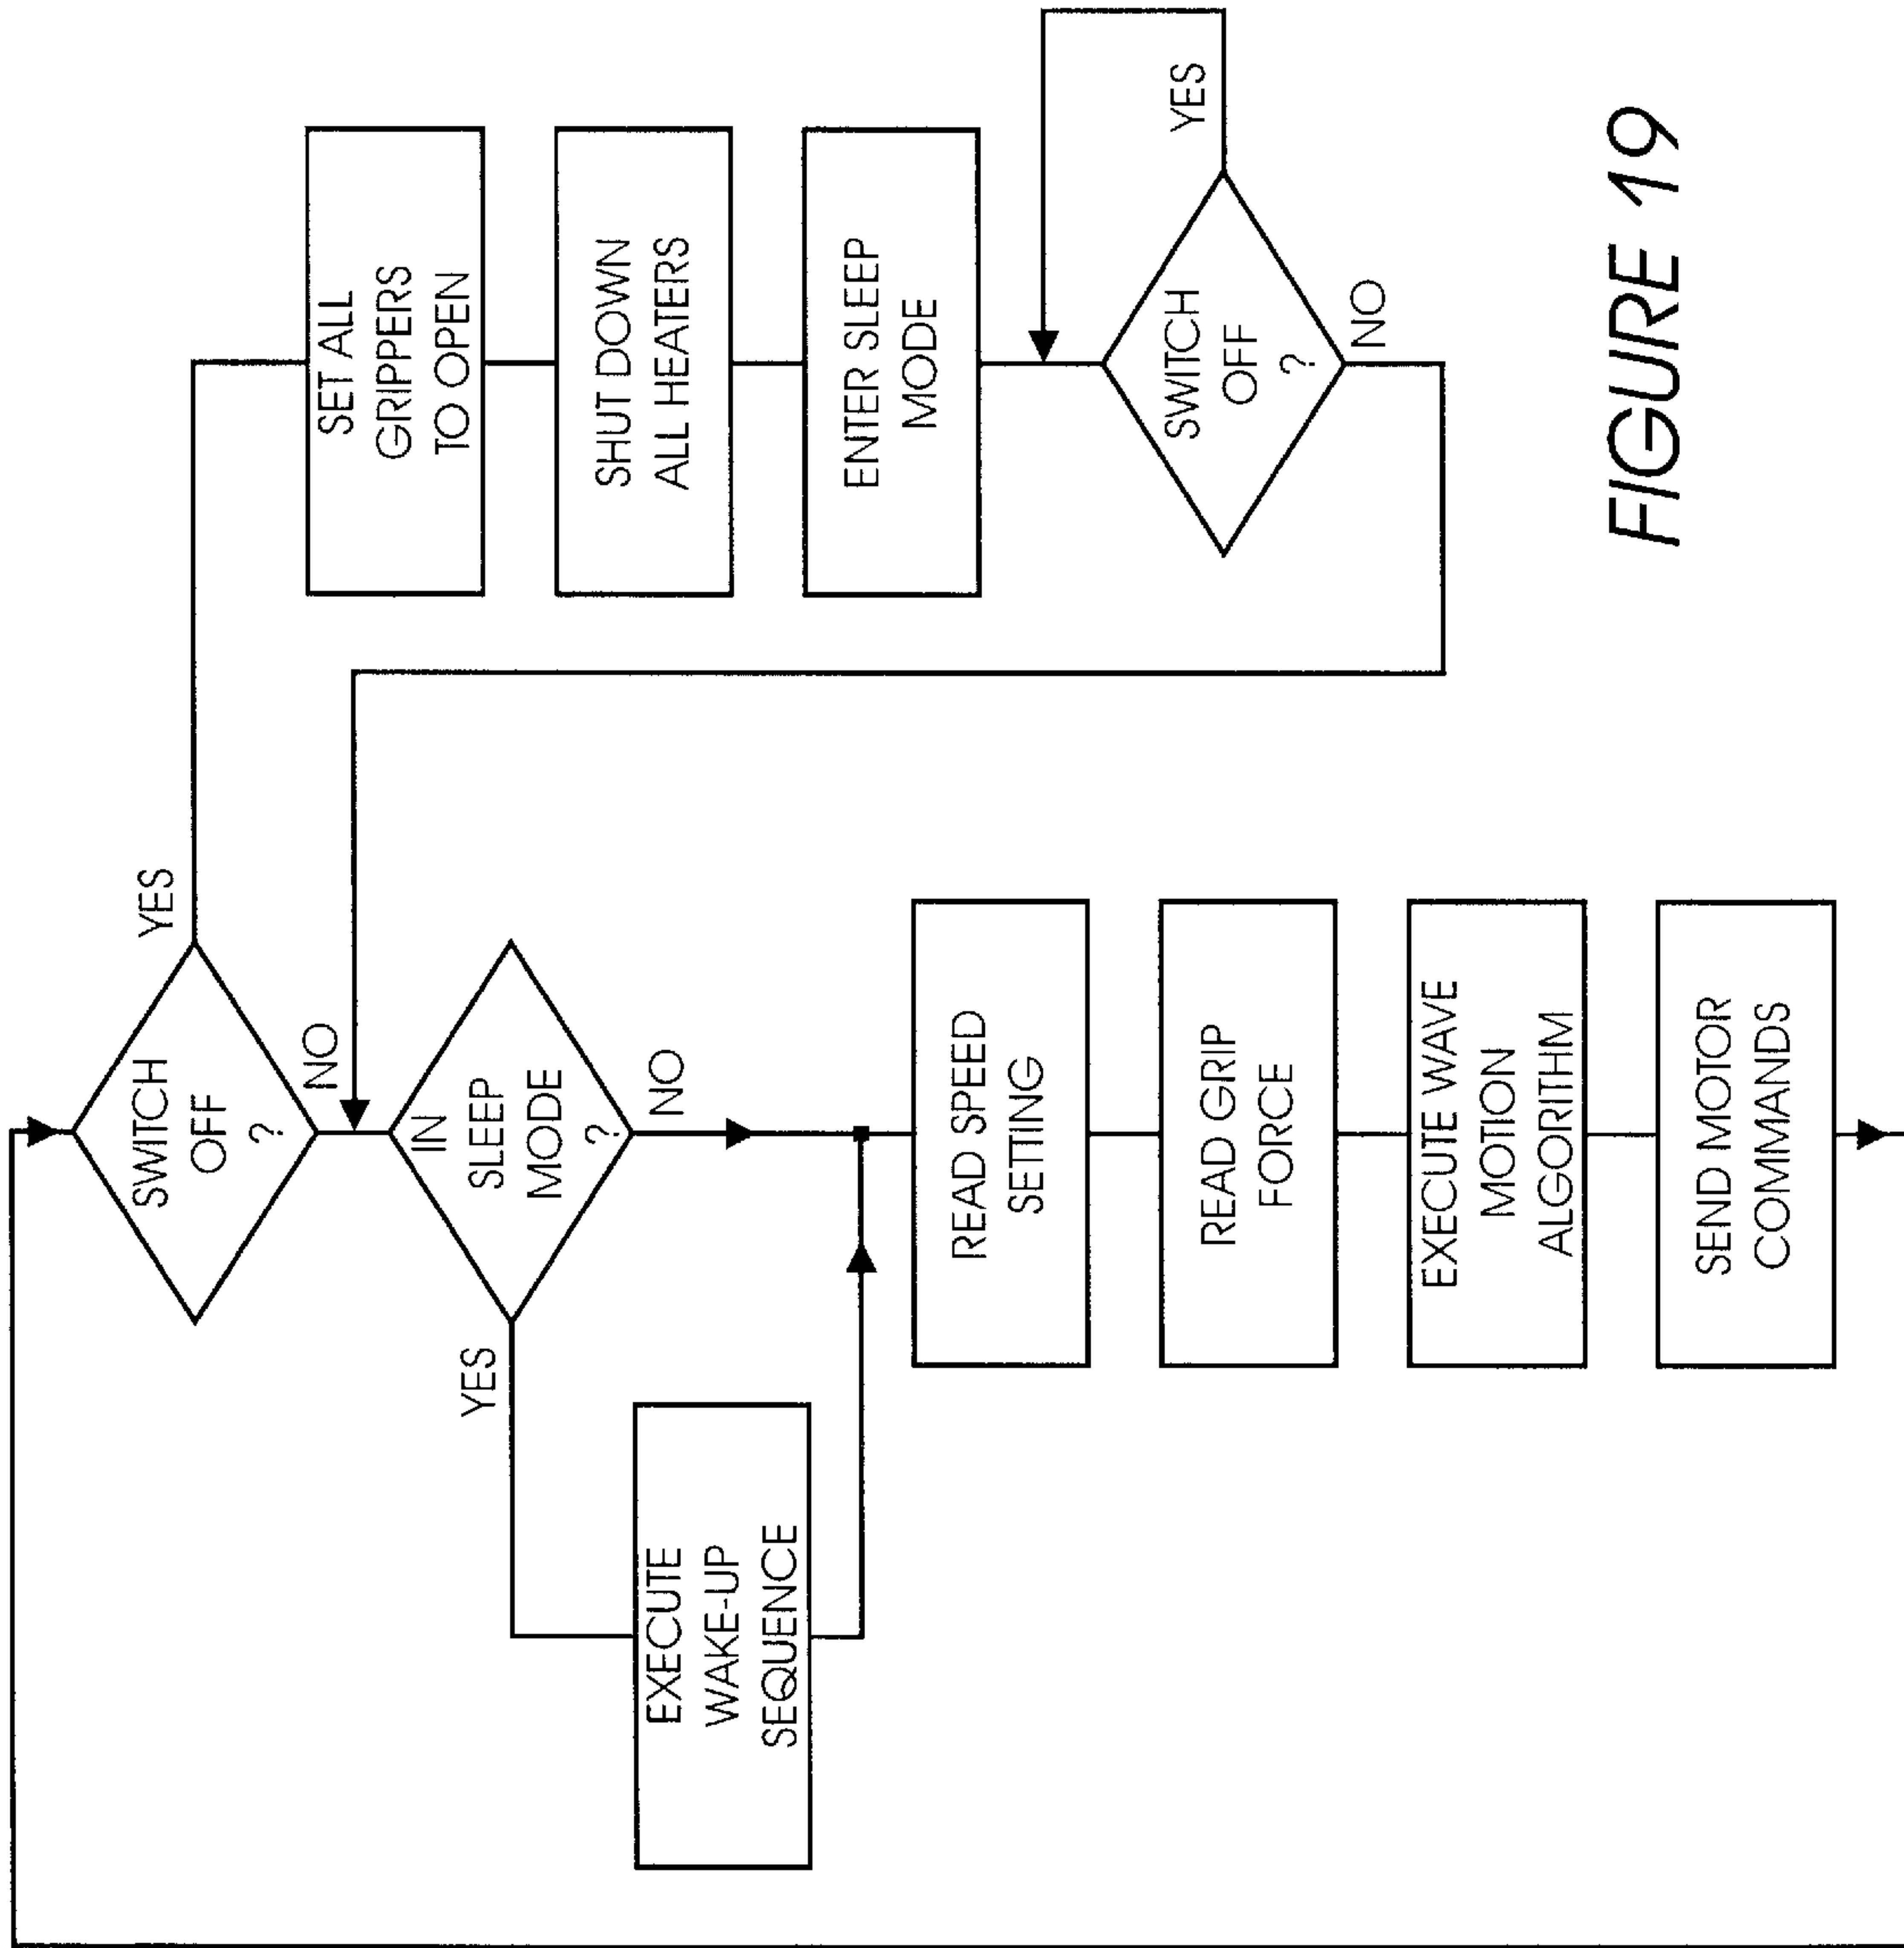 SWITCH
OFF
?
YES
NO
IN
SLEEP
MODE
?
YES
NO
EXECUTE
WAKE-UP
SEQUENCE
READ SPEED
SETTING
READ GRIP
FORCE
EXECUTE WAVE
MOTION
ALGORITHM
SEND MOTOR
COMMANDS
SET ALL
GRIPPERS
TO OPEN
SHUT DOWN
ALL HEATERS
ENTER SLEEP
MODE
SWITCH
OFF
?
YES
NO
FIGURE 19